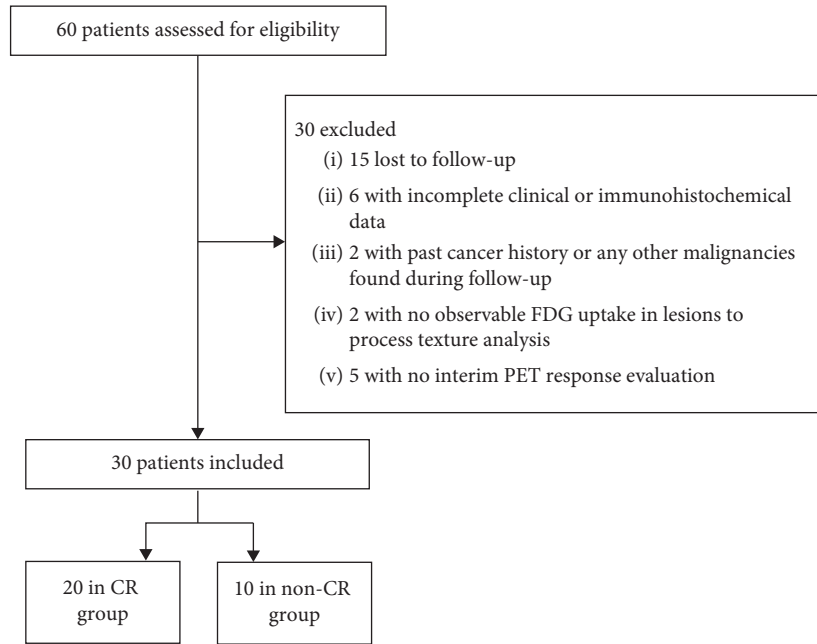 60 patients assessed for eligibility
30 excluded
(i) 15 lost to follow-up
(ii) 6 with incomplete clinical or immunohistochemical
data
(iii) 2 with past cancer history or any other malignancies
found during follow-up
(iv) 2 with no observable FDG uptake in lesions to
process texture analysis
(v) 5 with no interim PET response evaluation
30 patients included
20 in CR
group
10 in non-CR
group